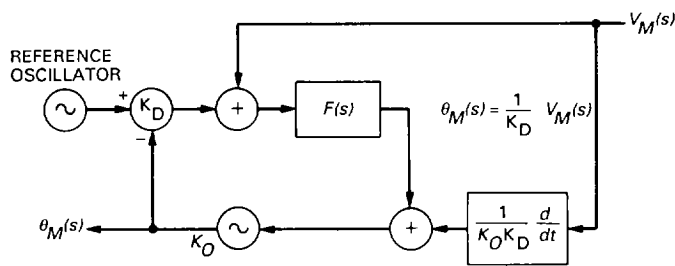 V_M(s)
REFERENCE
OSCILLATOR
~
+
K_D
−
+
F(s)
θ_M(s) = 1/K_D V_M(s)
θ_M(s)
K_O
~
+
1/(K_O K_D) d/dt